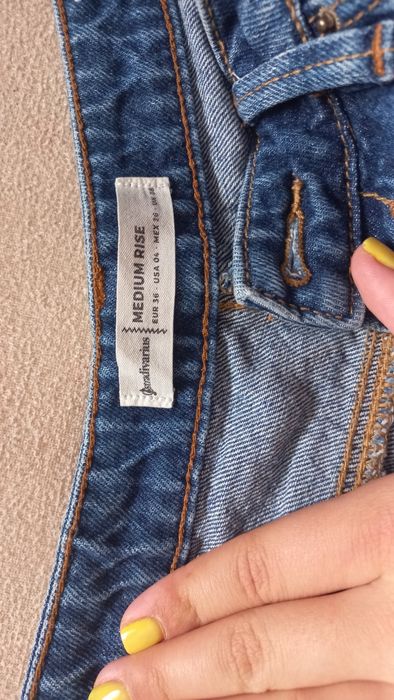 stradivarius
MEDIUM RISE
EUR 36 · USA 04 · MEX 26